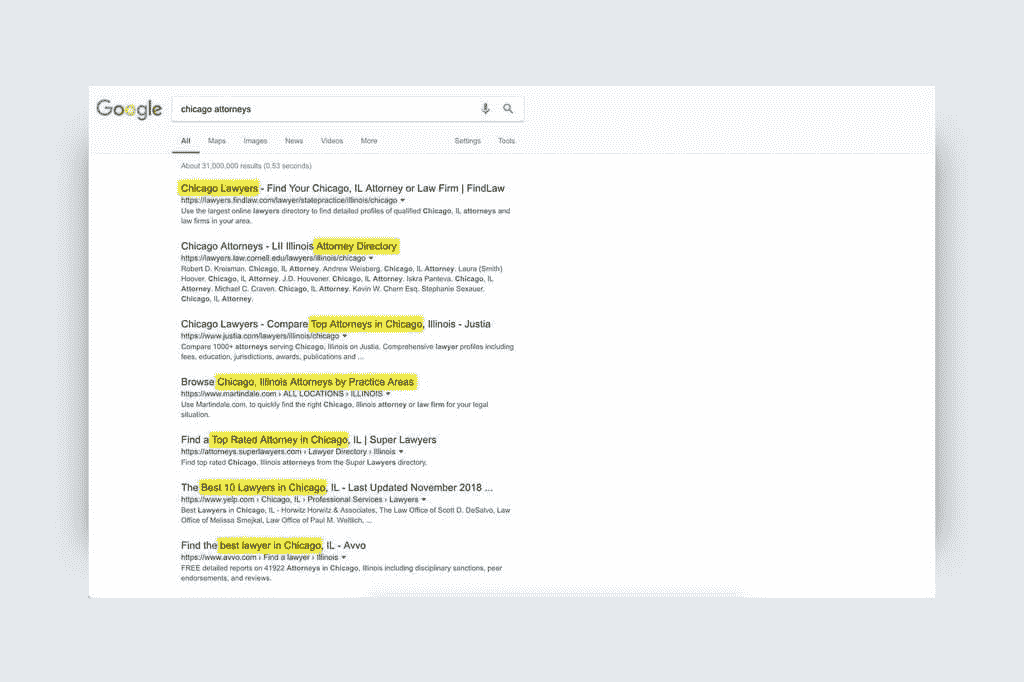 Google
chicago attorneys
All Maps Images News Videos More Settings Tools
About 31,000,000 results (0.53 seconds)
Chicago Lawyers - Find Your Chicago, IL Attorney or Law Firm | FindLaw
https://lawyers.findlaw.com/lawyer/statepractice/illinois/chicago
Use the largest online lawyers directory to find detailed profiles of qualified Chicago, IL attorneys and
law firms in your area.
Chicago Attorneys - LII Illinois Attorney Directory
https://lawyers.law.cornell.edu/lawyers/illinois/chicago
Robert D. Kreisman. Chicago, IL Attorney. Andrew Weisberg. Chicago, IL Attorney. Laura (Smith)
Hoover. Chicago, IL Attorney. J.D. Houvener. Chicago, IL Attorney. Iskra Panteva. Chicago, IL
Attorney. Michael C. Craven. Chicago, IL Attorney. Kevin W. Chern Esq. Stephanie Sexauer.
Chicago, IL Attorney.
Chicago Lawyers - Compare Top Attorneys in Chicago, Illinois - Justia
https://www.justia.com/lawyers/illinois/chicago
Compare 1000+ attorneys serving Chicago, Illinois on Justia. Comprehensive lawyer profiles including
fees, education, jurisdictions, awards, publications and ...
Browse Chicago, Illinois Attorneys by Practice Areas
https://www.martindale.com › ALL LOCATIONS › ILLINOIS
Use Martindale.com, to quickly find the right Chicago, Illinois attorney or law firm for your legal
situation.
Find a Top Rated Attorney in Chicago, IL | Super Lawyers
https://attorneys.superlawyers.com › Lawyer Directory › Illinois
Find top rated Chicago, Illinois attorneys from the Super Lawyers directory.
The Best 10 Lawyers in Chicago, IL - Last Updated November 2018 ...
https://www.yelp.com › Chicago, IL › Professional Services › Lawyers
Best Lawyers in Chicago, IL - Horwitz Horwitz & Associates, The Law Office of Scott D. DeSalvo, Law
Office of Melissa Smejkal, Law Office of Paul M. Weltlich, ...
Find the best lawyer in Chicago, IL - Avvo
https://www.avvo.com › Find a lawyer › Illinois
FREE detailed reports on 41922 Attorneys in Chicago, Illinois including disciplinary sanctions, peer
endorsements, and reviews.